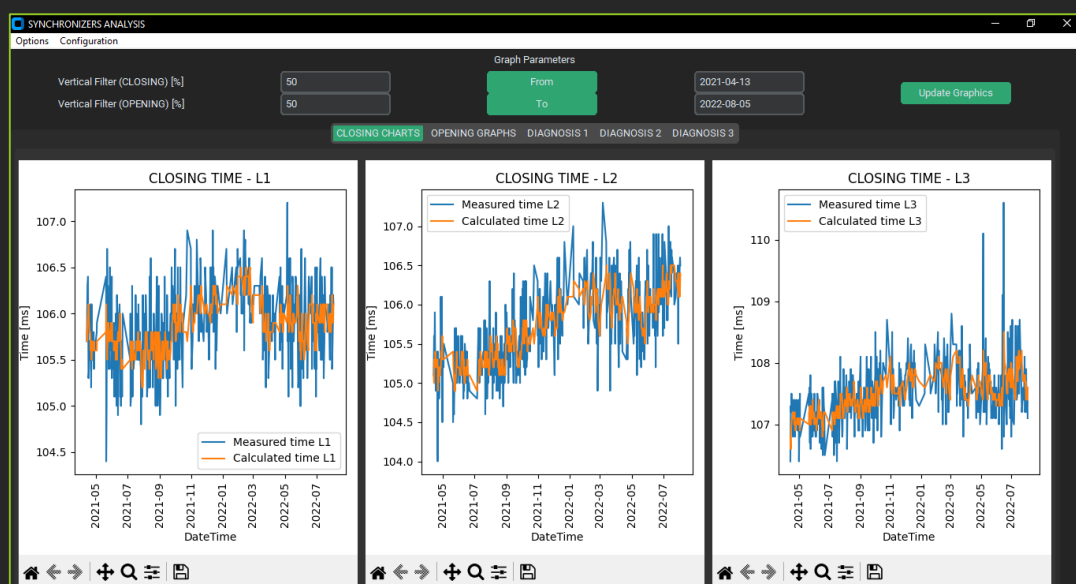 SYNCHRONIZERS ANALYSIS
Options Configuration
Graph Parameters
Vertical Filter (CLOSING) [%] 50 From 2021-04-13
Vertical Filter (OPENING) [%] 50 To 2022-08-05
Update Graphics
CLOSING CHARTS OPENING GRAPHS DIAGNOSIS 1 DIAGNOSIS 2 DIAGNOSIS 3
CLOSING TIME - L1
Time [ms]
107.0
106.5
106.0
105.5
105.0
104.5
Measured time L1
Calculated time L1
2021-05 2021-07 2021-09 2021-11 2022-01 2022-03 2022-05 2022-07
DateTime
CLOSING TIME - L2
Measured time L2
Calculated time L2
Time [ms]
107.0
106.5
106.0
105.5
105.0
104.5
104.0
2021-05 2021-07 2021-09 2021-11 2022-01 2022-03 2022-05 2022-07
DateTime
CLOSING TIME - L3
Measured time L3
Calculated time L3
Time [ms]
110
109
108
107
2021-05 2021-07 2021-09 2021-11 2022-01 2022-03 2022-05 2022-07
DateTime